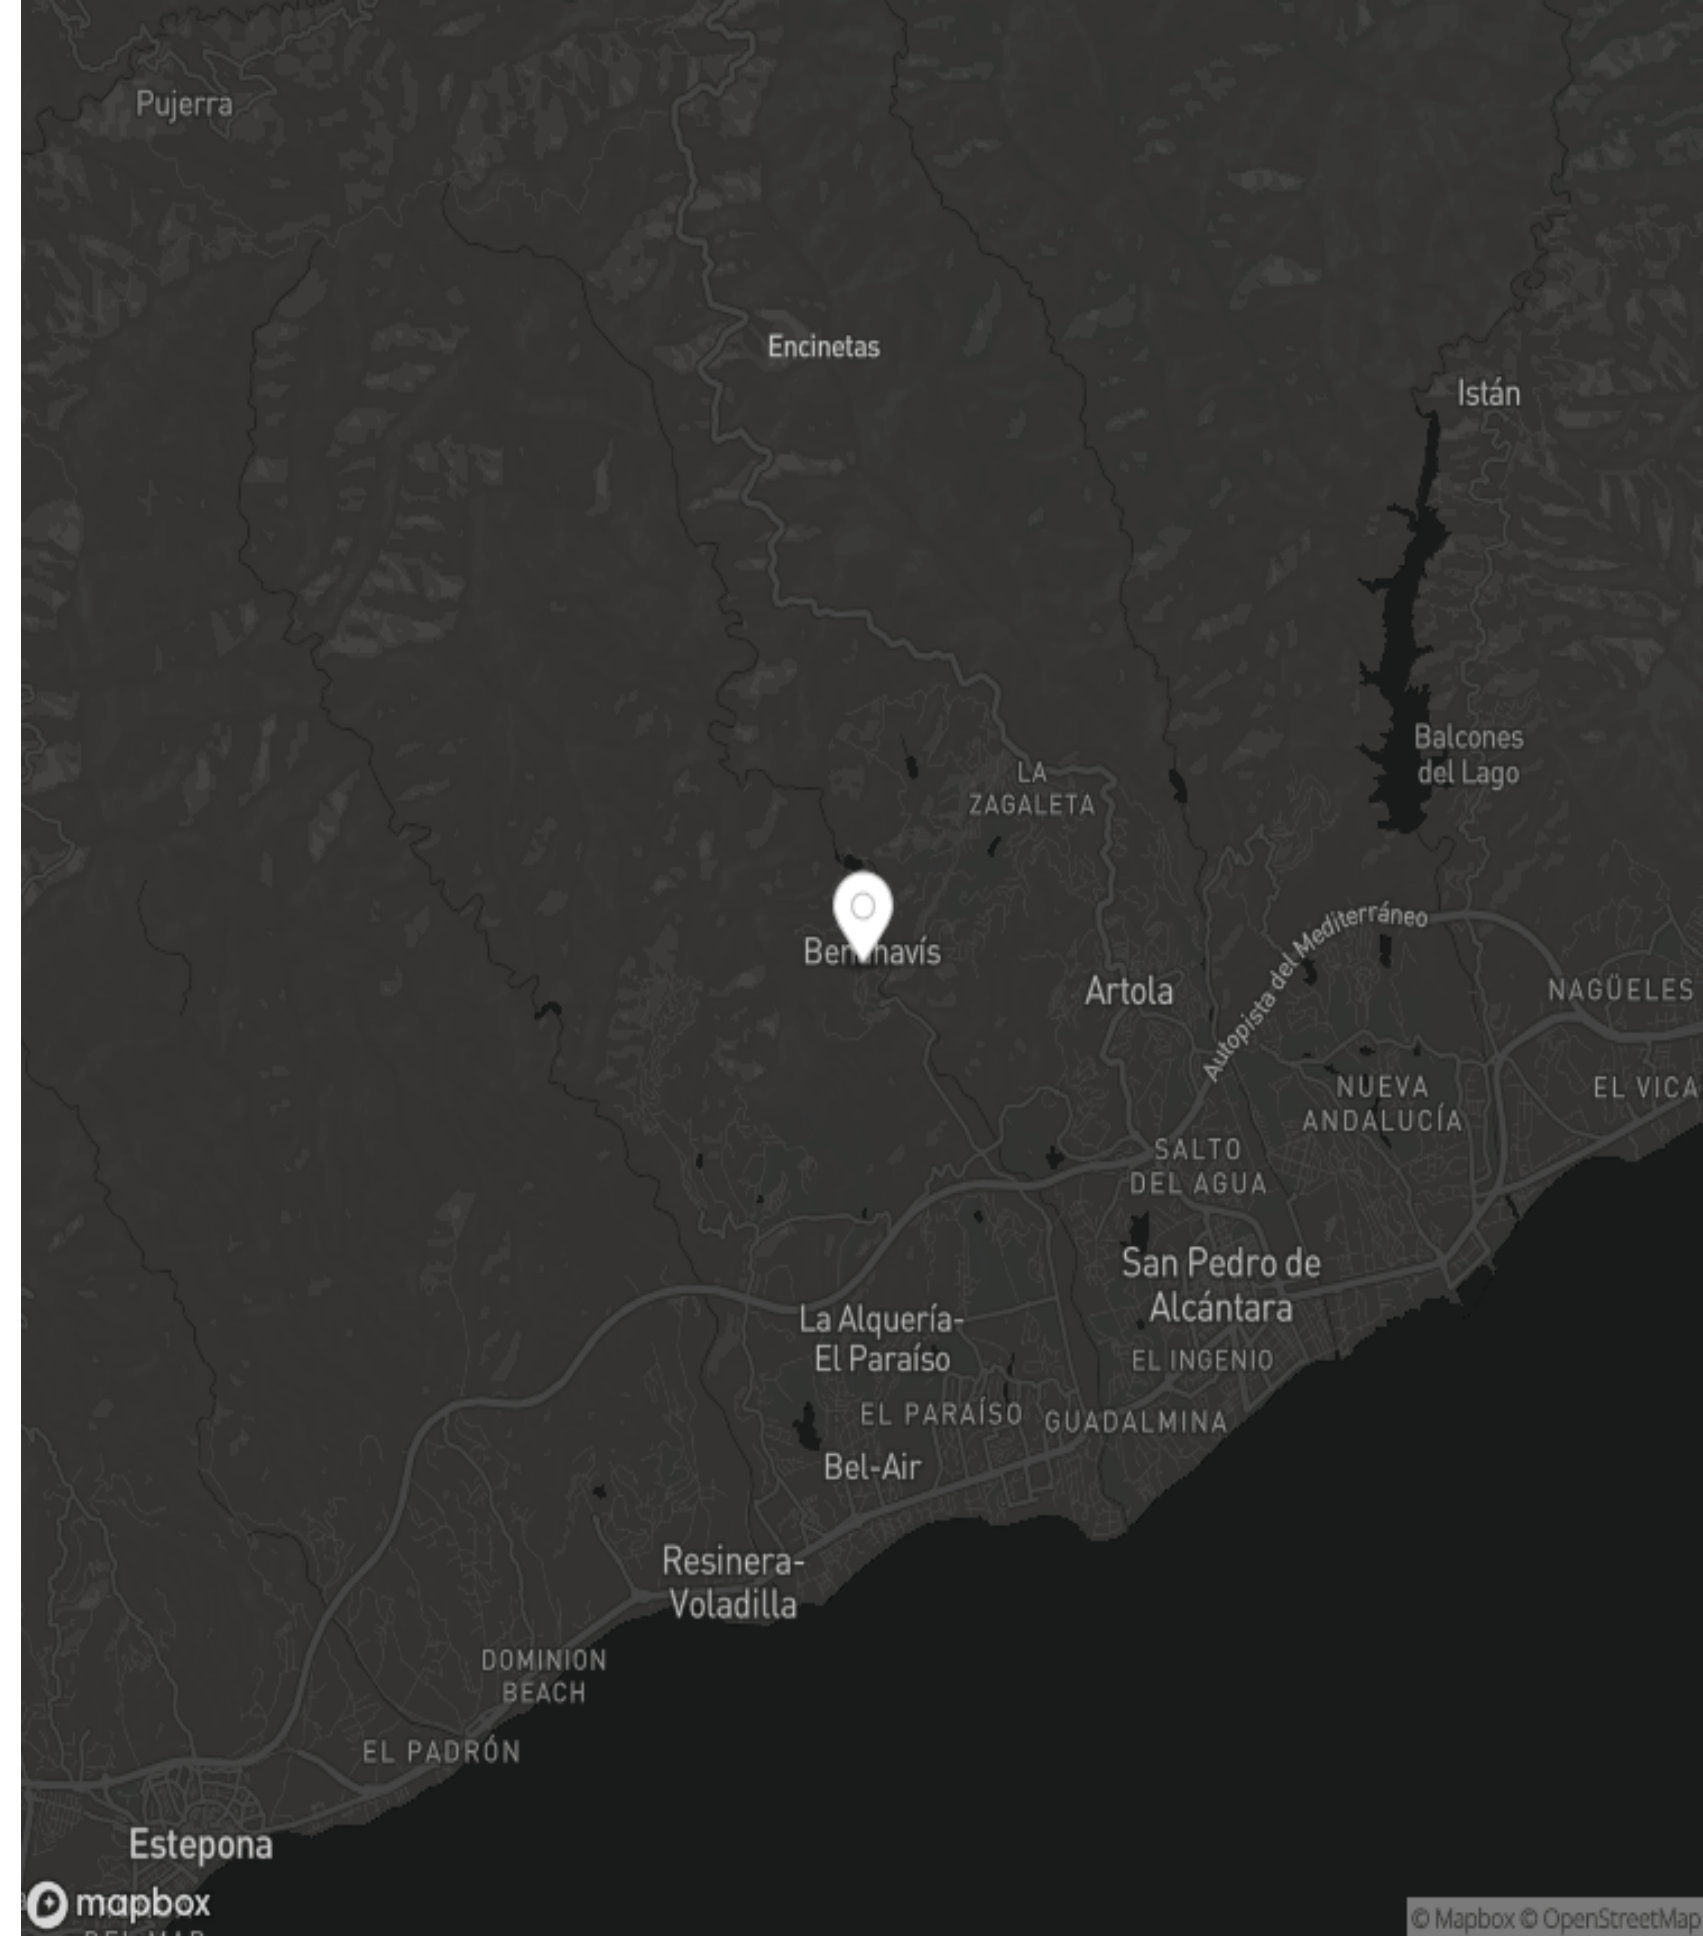 Pujerra
Encinetas
Istán
Balcones
del Lago
LA
ZAGALETA
Autopista del Mediterráneo
Artola
NAGÜELES
NUEVA
ANDALUCÍA
EL VICA
SALTO
DEL AGUA
San Pedro de
Alcántara
La Alquería-
El Paraíso
EL INGENIO
EL PARAÍSO
GUADALMINA
Bel-Air
Resinera-
Voladilla
DOMINION
BEACH
EL PADRÓN
Estepona
mapbox
© Mapbox © OpenStreetMap